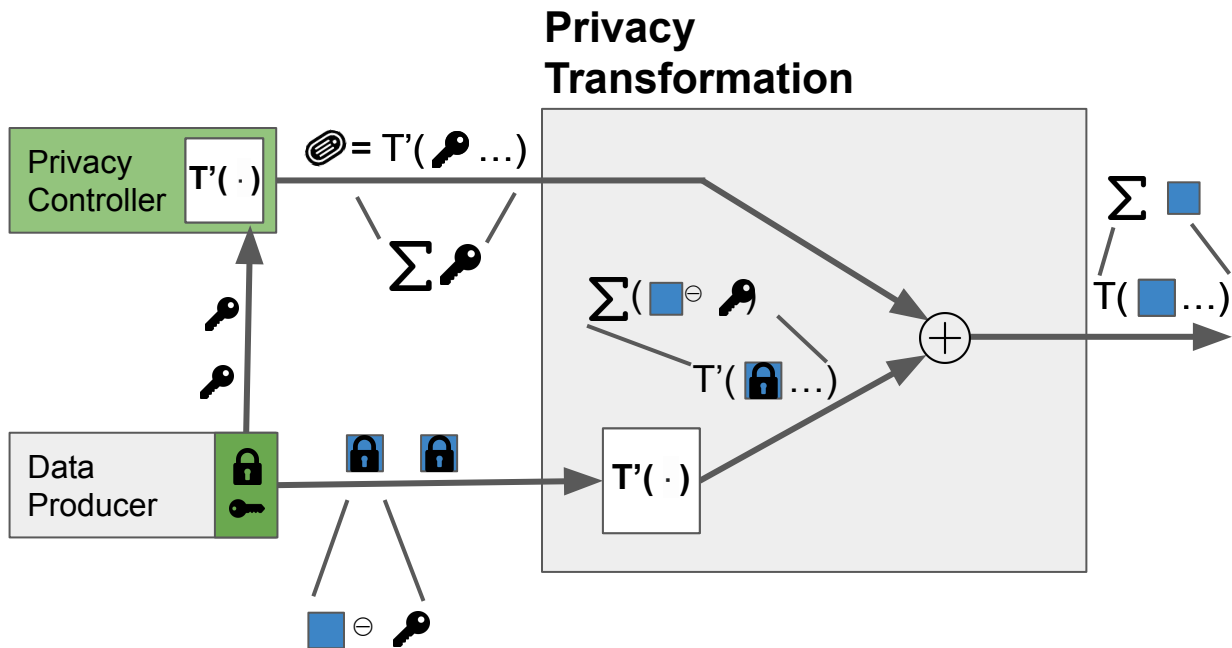 Privacy
Transformation
Privacy
Controller
T’( · )
= T’( ...)
Σ
Σ
T( ...)
Σ( ⊖ )
T’( ...)
+
Data
Producer
T’( · )
⊖